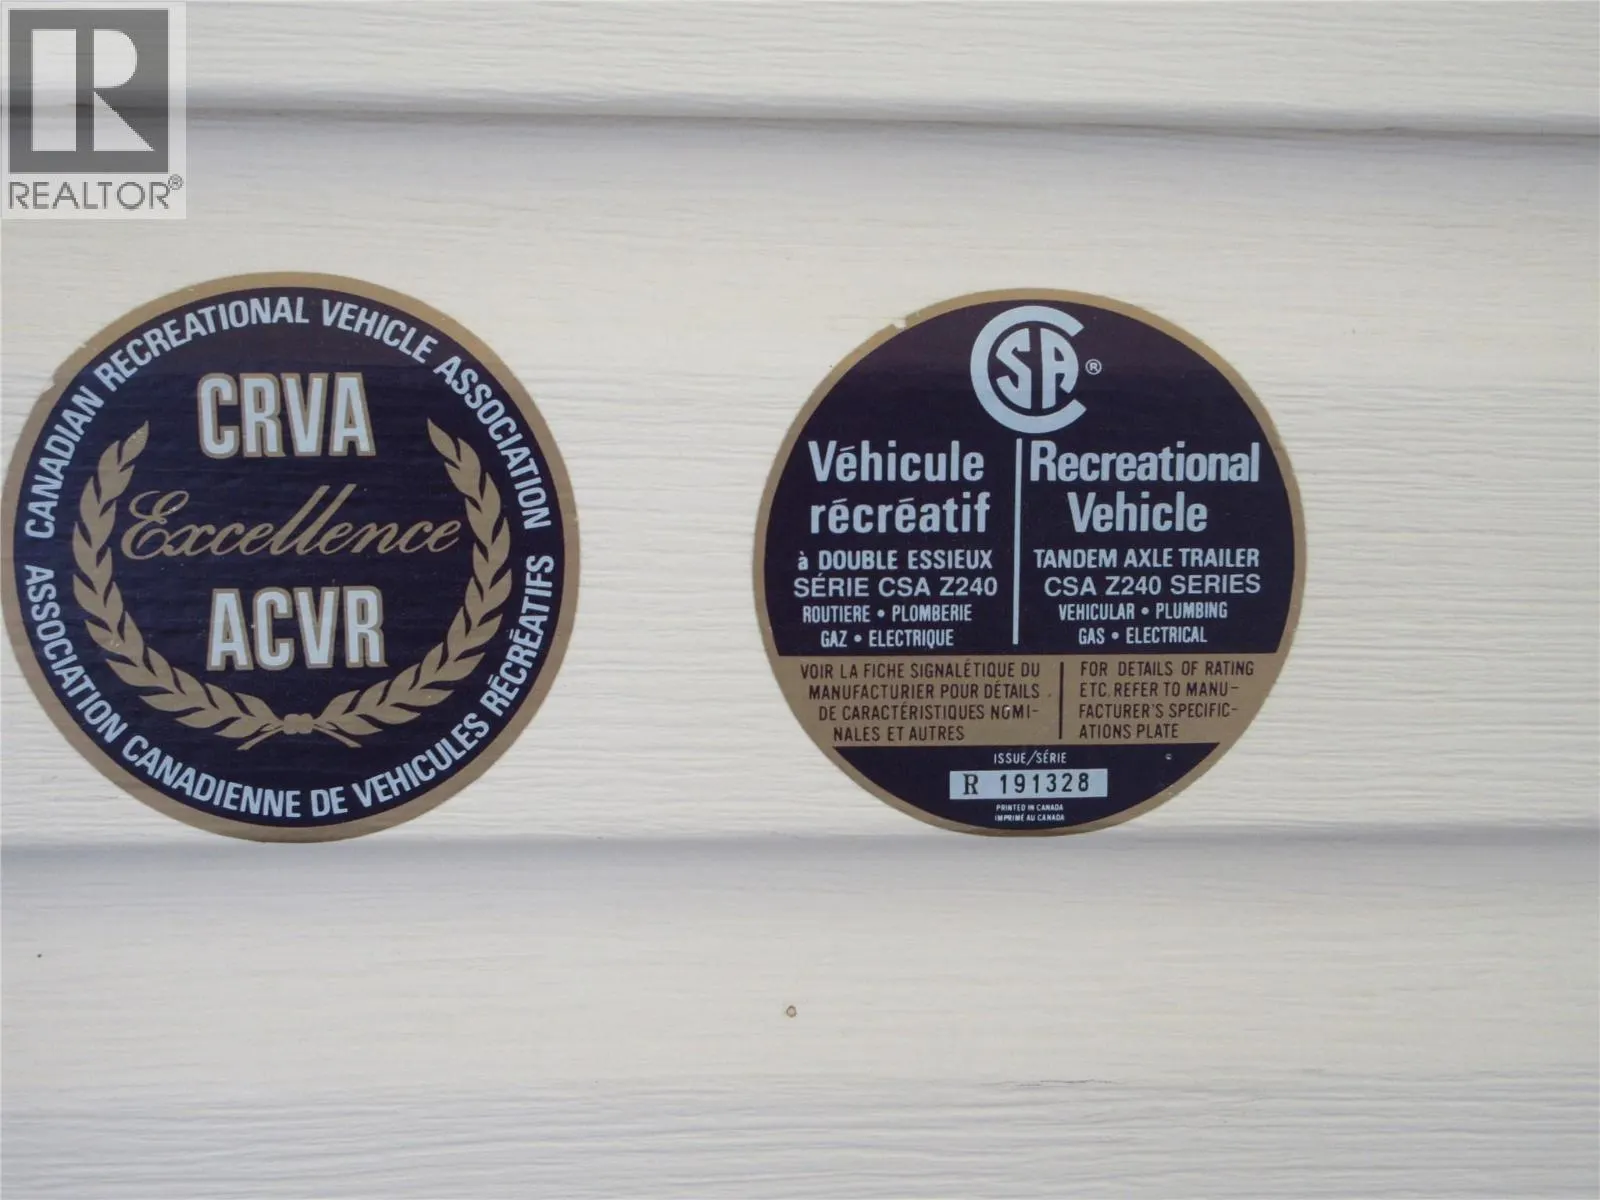 REALTOR®
CANADIAN RECREATIONAL VEHICLE ASSOCIATION
CRVA
Excellence
ACVR
ASSOCIATION CANADIENNE DE VEHICULES RÉCRÉATIFS
CSA®
Véhicule
récréatif
à DOUBLE ESSIEUX
SÉRIE CSA Z240
ROUTIERE • PLOMBERIE
GAZ • ELECTRIQUE
Recreational
Vehicle
TANDEM AXLE TRAILER
CSA Z240 SERIES
VEHICULAR • PLUMBING
GAS • ELECTRICAL
VOIR LA FICHE SIGNALÉTIQUE DU
MANUFACTURIER POUR DÉTAILS
DE CARACTÉRISTIQUES NOMI-
NALES ET AUTRES
FOR DETAILS OF RATING
ETC. REFER TO MANU-
FACTURER'S SPECIFIC-
ATIONS PLATE
ISSUE/SÉRIE
R 191328
PRINTED IN CANADA
IMPRIMÉ AU CANADA